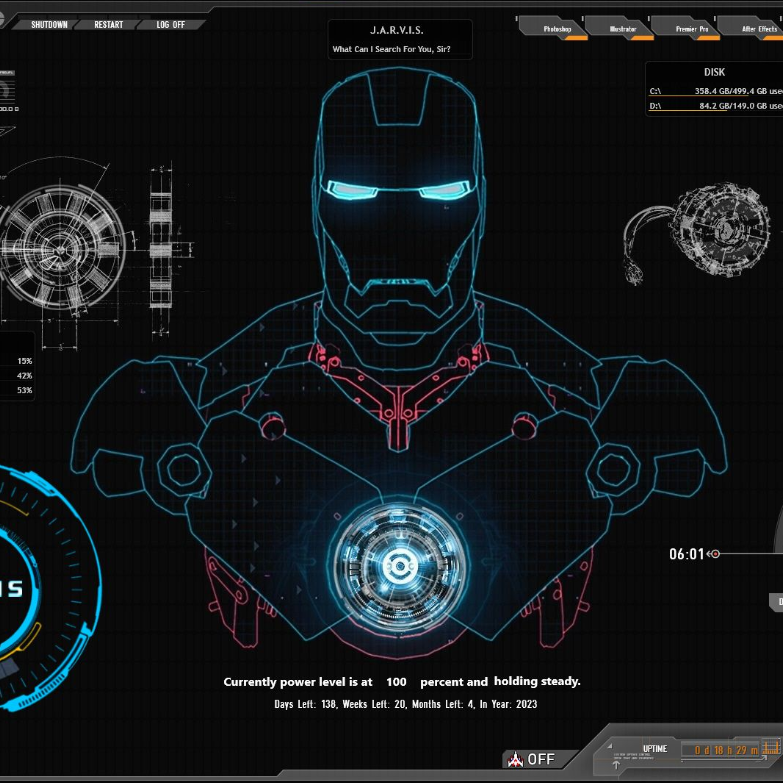 SHUTDOWN RESTART LOG OFF
J.A.R.V.I.S.
What Can I Search For You, Sir?
Photoshop Illustrator Premier Pro After Effects
DISK
C:\ 358.4 GB/499.4 GB use
D:\ 84.2 GB/149.0 GB use
15%
42%
53%
06:01
IS
D
Currently power level is at 100 percent and holding steady.
Days Left: 138, Weeks Left: 20, Months Left: 4, In Year: 2023
OFF
UPTIME 0 d 18 h 29 m